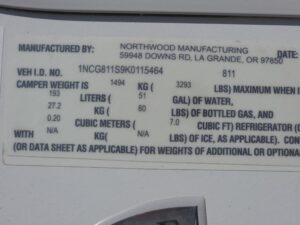 MANUFACTURED BY: NORTHWOOD MANUFACTURING
59948 DOWNS RD, LA GRANDE, OR 97850 DATE:
VEH I.D. NO. 1NCG811S9K0115464 811
CAMPER WEIGHT IS 1494 KG ( 3293 LBS) MAXIMUM WHEN I
193 LITERS ( 51 GAL) OF WATER,
27.2 KG ( 60 LBS) OF BOTTLED GAS, and
0.20 CUBIC METERS ( 7.0 CUBIC FT) REFRIGERATOR (
WITH N/A KG ( N/A LBS) OF ICE, AS APPLICABLE). CON
(OR DATA SHEET AS APPLICABLE) FOR WEIGHTS OF ADDITIONAL OR OPTIONAL